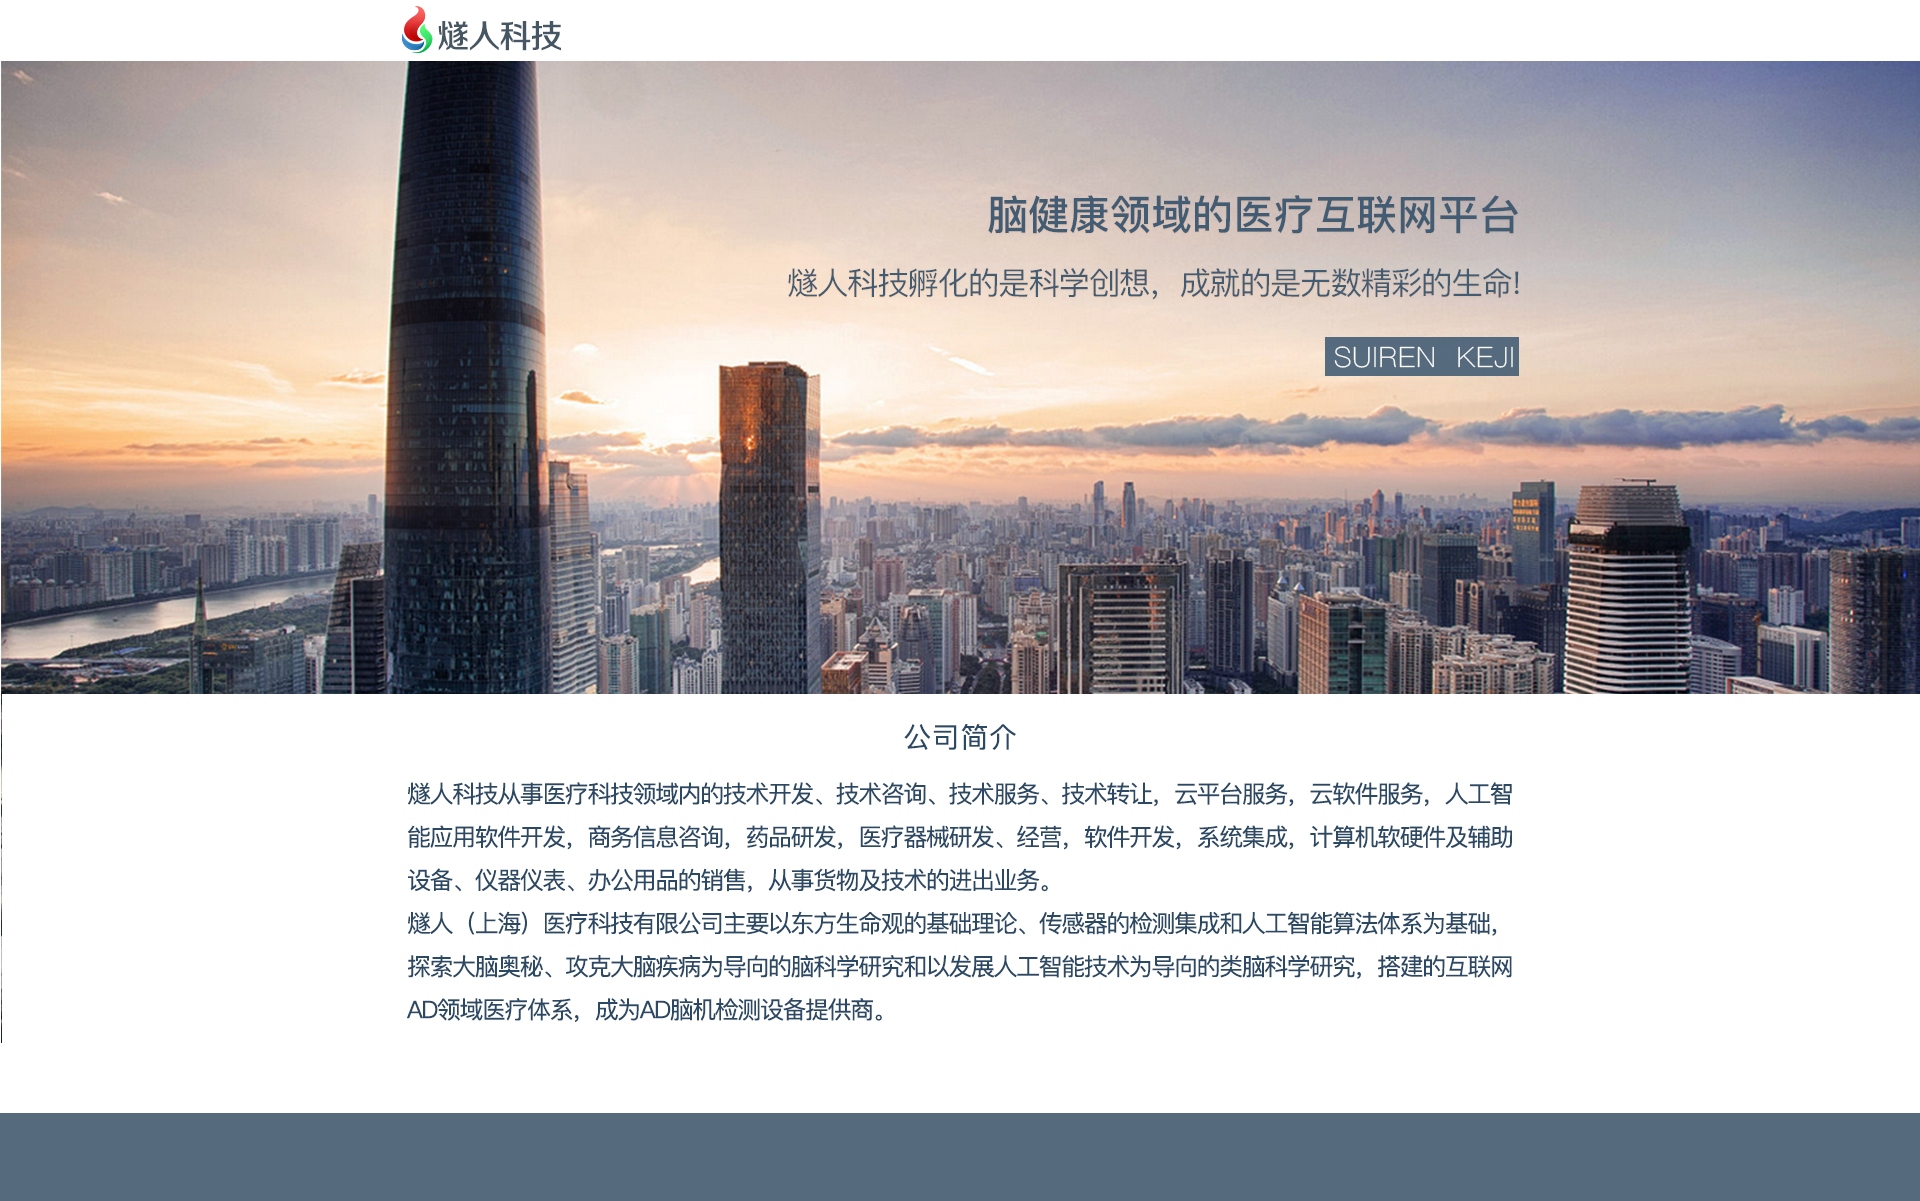 燧人科技
脑健康领域的医疗互联网平台
燧人科技孵化的是科学创想，成就的是无数精彩的生命!
SUIREN KEJI
公司简介
燧人科技从事医疗科技领域内的技术开发、技术咨询、技术服务、技术转让，云平台服务，云软件服务，人工智
能应用软件开发，商务信息咨询，药品研发，医疗器械研发、经营，软件开发，系统集成，计算机软硬件及辅助
设备、仪器仪表、办公用品的销售，从事货物及技术的进出业务。
燧人（上海）医疗科技有限公司主要以东方生命观的基础理论、传感器的检测集成和人工智能算法体系为基础，
探索大脑奥秘、攻克大脑疾病为导向的脑科学研究和以发展人工智能技术为导向的类脑科学研究，搭建的互联网
AD领域医疗体系，成为AD脑机检测设备提供商。